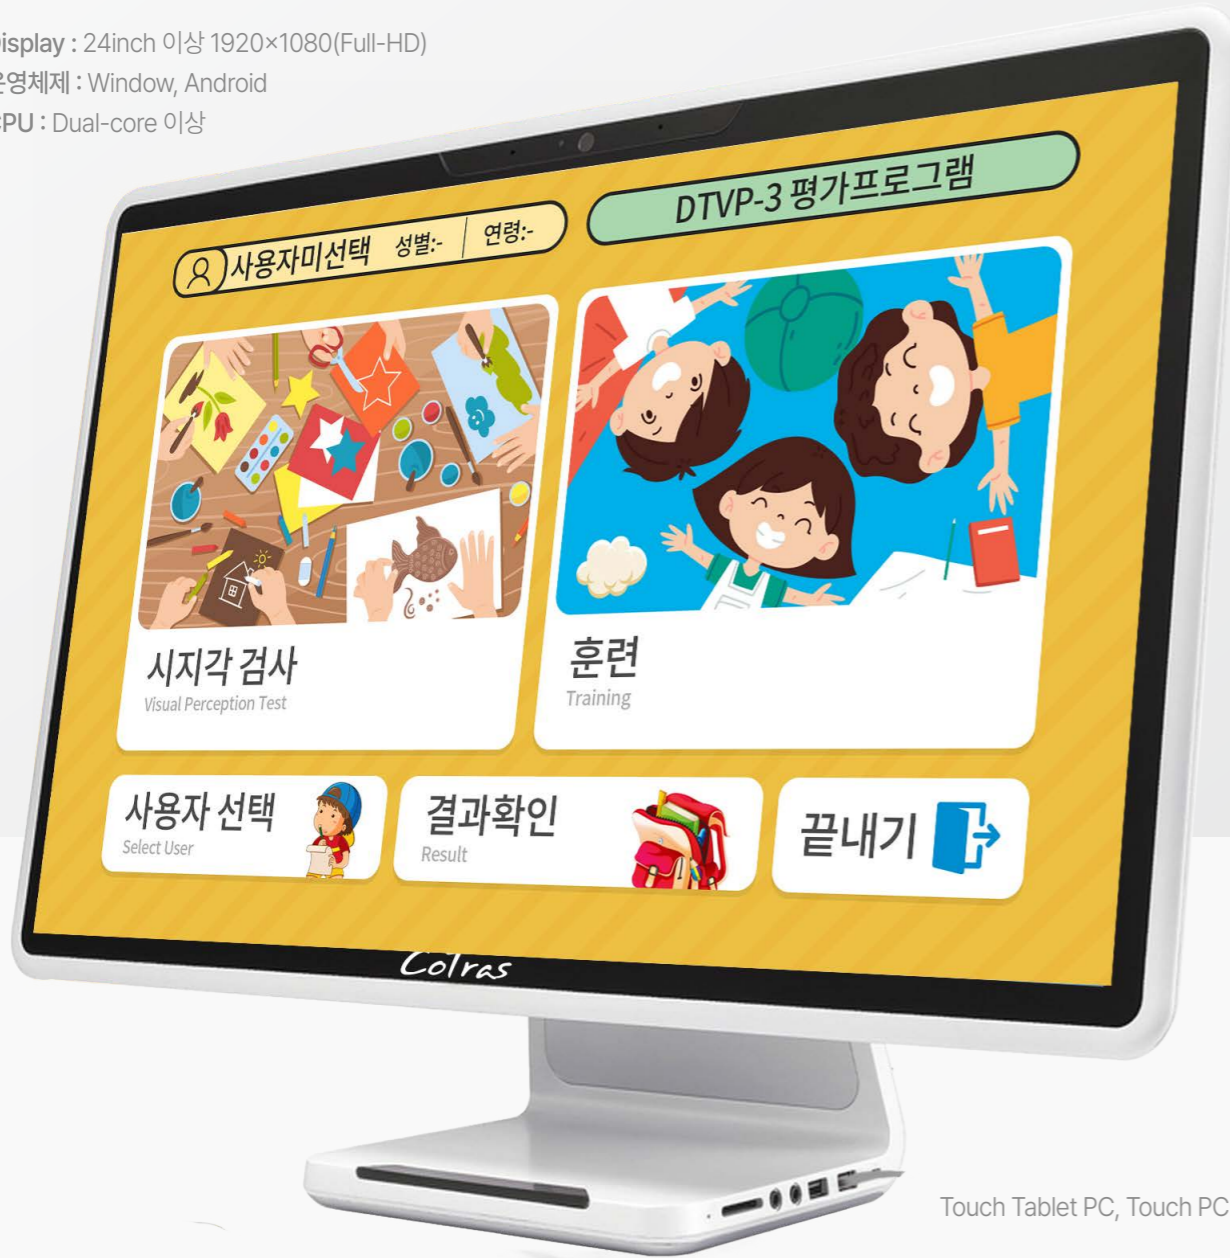 Display : 24inch 이상 1920×1080(Full-HD)
운영체제 : Window, Android
CPU : Dual-core 이상
사용자미선택 성별:- 연령:-
DTVP-3 평가프로그램
시지각 검사
Visual Perception Test
훈련
Training
사용자 선택
Select User
결과확인
Result
끝내기
Colras
Touch Tablet PC, Touch PC